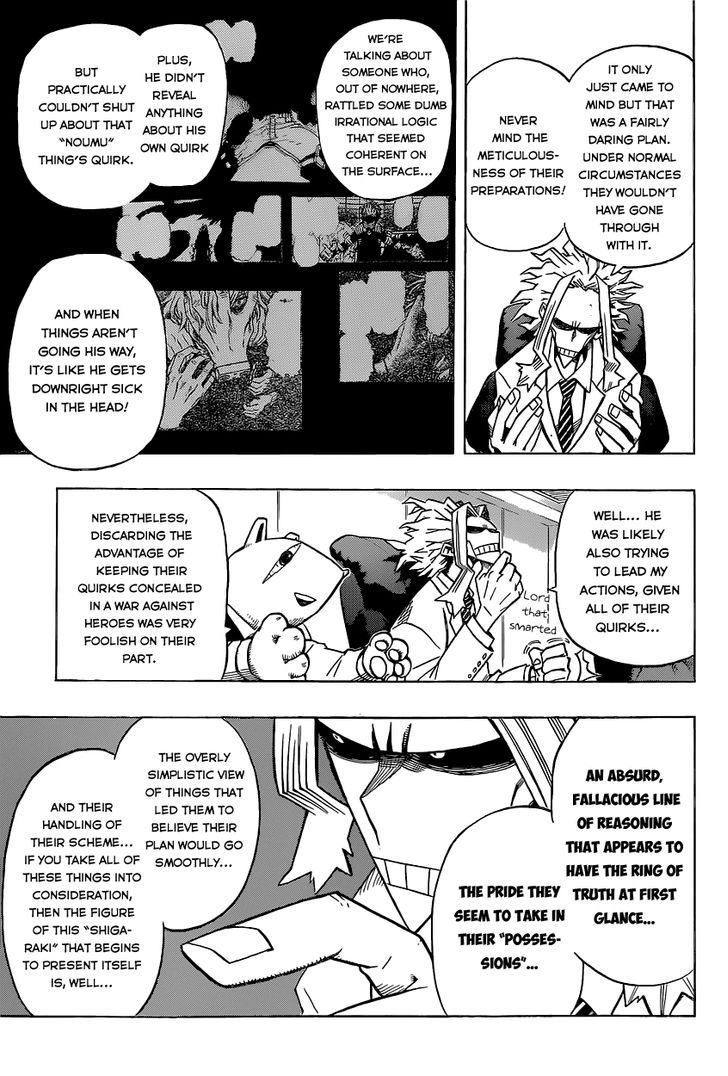 IT ONLY
JUST CAME TO
MIND BUT THAT
WAS A FAIRLY
DARING PLAN.
UNDER NORMAL
CIRCUMSTANCES
THEY WOULDN'T
HAVE GONE
THROUGH
WITH IT.
NEVER
MIND THE
METICULOUS-
NESS OF THEIR
PREPARATIONS!
WE'RE
TALKING ABOUT
SOMEONE WHO,
OUT OF NOWHERE,
RATTLED SOME DUMB
IRRATIONAL LOGIC
THAT SEEMED
COHERENT ON
THE SURFACE...
PLUS,
HE DIDN'T
REVEAL
ANYTHING
ABOUT HIS
OWN QUIRK
BUT
PRACTICALLY
COULDN'T SHUT
UP ABOUT THAT
"NOUMU"
THING'S QUIRK.
AND WHEN
THINGS AREN'T
GOING HIS WAY,
IT'S LIKE HE GETS
DOWNRIGHT SICK
IN THE HEAD!
WELL... HE
WAS LIKELY
ALSO TRYING
TO LEAD MY
ACTIONS, GIVEN
ALL OF THEIR
QUIRKS...
Lord
that
smarted
NEVERTHELESS,
DISCARDING THE
ADVANTAGE OF
KEEPING THEIR
QUIRKS CONCEALED
IN A WAR AGAINST
HEROES WAS VERY
FOOLISH ON THEIR
PART.
AN ABSURD,
FALLACIOUS LINE
OF REASONING
THAT APPEARS TO
HAVE THE RING OF
TRUTH AT FIRST
GLANCE...
THE PRIDE THEY
SEEM TO TAKE IN
THEIR "POSSES-
SIONS"...
THE OVERLY
SIMPLISTIC VIEW
OF THINGS THAT
LED THEM TO
BELIEVE THEIR
PLAN WOULD GO
SMOOTHLY...
AND THEIR
HANDLING OF
THEIR SCHEME...
IF YOU TAKE ALL OF
THESE THINGS INTO
CONSIDERATION,
THEN THE FIGURE
OF THIS "SHIGA-
RAKI" THAT BEGINS
TO PRESENT ITSELF
IS, WELL...